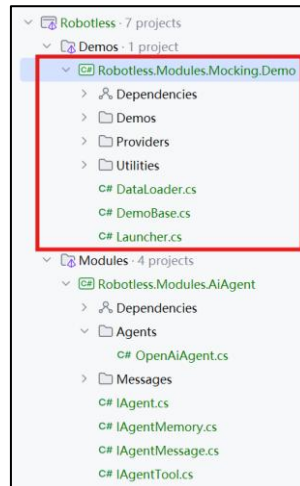 Robotless · 7 projects
Demos · 1 project
C# Robotless.Modules.Mocking.Demo
Dependencies
Demos
Providers
Utilities
C# DataLoader.cs
C# DemoBase.cs
C# Launcher.cs
Modules · 4 projects
C# Robotless.Modules.AiAgent
Dependencies
Agents
C# OpenAiAgent.cs
Messages
C# IAgent.cs
C# IAgentMemory.cs
C# IAgentMessage.cs
C# IAgentTool.cs